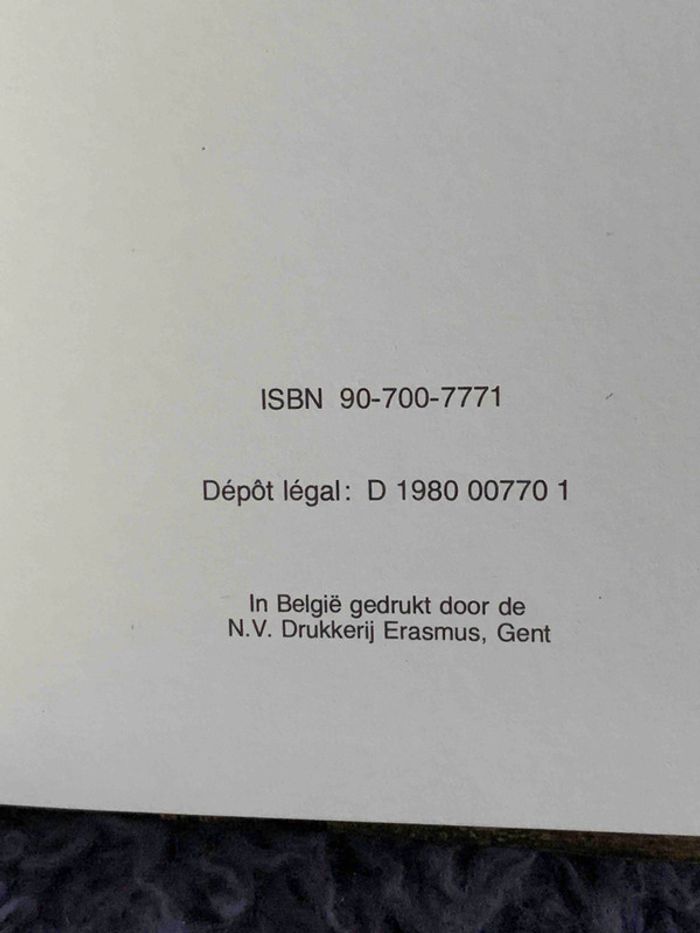 ISBN 90-700-7771
Dépôt légal: D 1980 00770 1
In België gedrukt door de
N.V. Drukkerij Erasmus, Gent